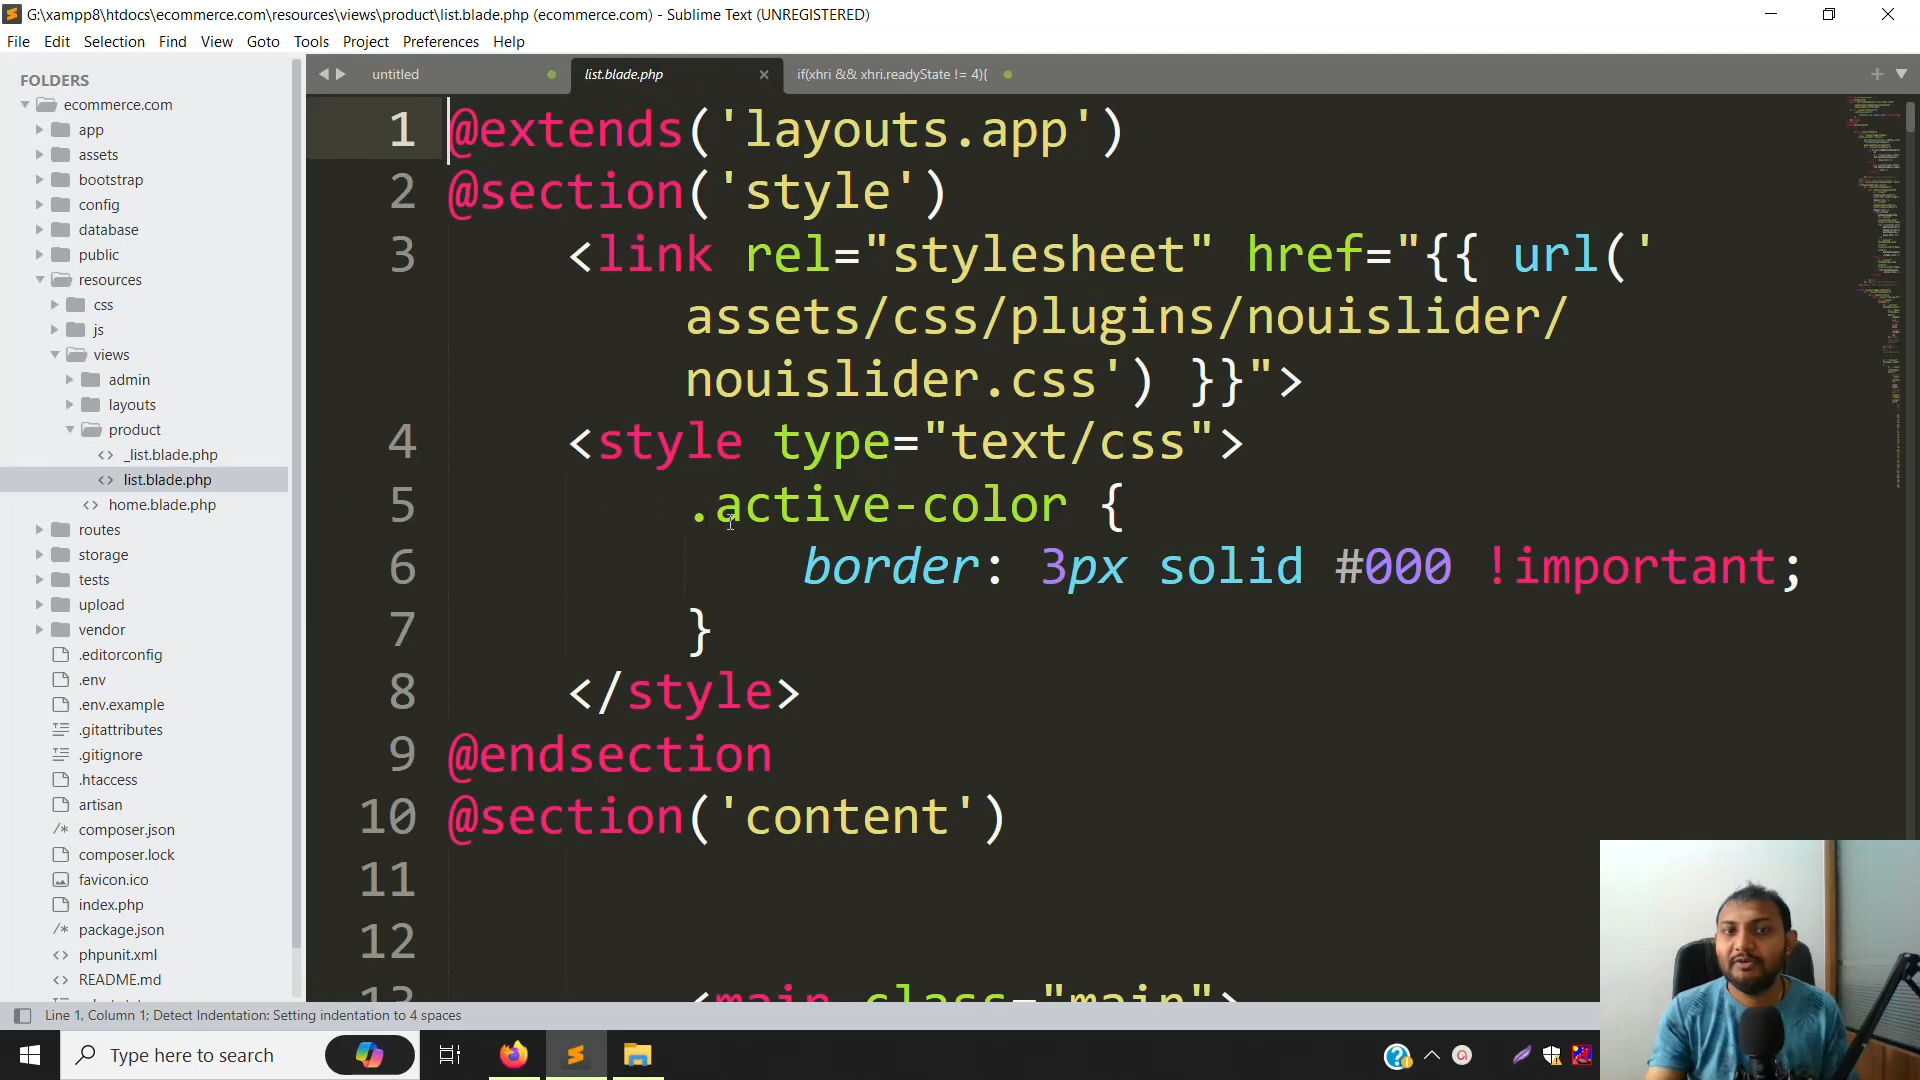 G:\xampp8\htdocs\ecommerce.com\resources\views\product\list.blade.php (ecommerce.com) - Sublime Text (UNREGISTERED)
File Edit Selection Find View Goto Tools Project Preferences Help
FOLDERS
ecommerce.com
app
assets
bootstrap
config
database
public
resources
css
js
views
admin
layouts
product
_list.blade.php
list.blade.php
home.blade.php
routes
storage
tests
upload
vendor
.editorconfig
.env
.env.example
.gitattributes
.gitignore
.htaccess
artisan
composer.json
composer.lock
favicon.ico
index.php
package.json
phpunit.xml
README.md
untitled
list.blade.php
if(xhri && xhri.readyState != 4){
1 @extends('layouts.app')
2 @section('style')
3 <link rel="stylesheet" href="{{ url('
assets/css/plugins/nouislider/
nouislider.css') }}">
4 <style type="text/css">
5 .active-color {
6 border: 3px solid #000 !important;
7 }
8 </style>
9 @endsection
10 @section('content')
11
12
13 <main class="main">
Line 1, Column 1; Detect Indentation: Setting indentation to 4 spaces
Type here to search